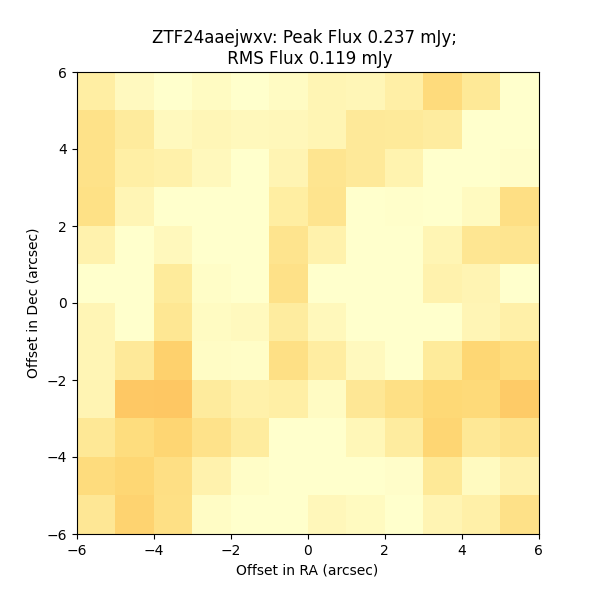 ZTF24aaejwxv: Peak Flux 0.237 mJy;
RMS Flux 0.119 mJy
6
4
2
0
−2
−4
−6
Offset in Dec (arcsec)
−6 −4 −2 0 2 4 6
Offset in RA (arcsec)